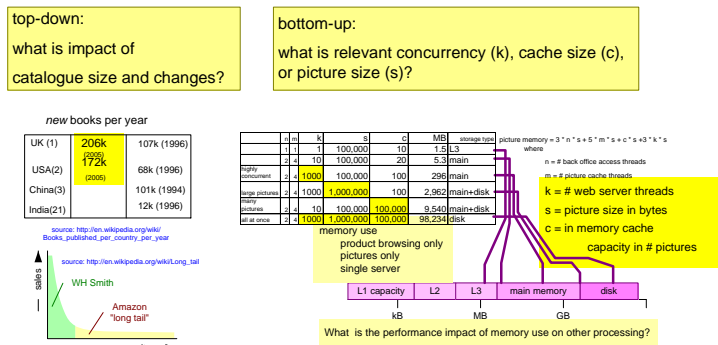 top-down:
what is impact of
catalogue size and changes?
bottom-up:
what is relevant concurrency (k), cache size (c),
or picture size (s)?
new books per year
UK (1) 206k (2005) 107k (1996)
USA(2) 172k (2005) 68k (1996)
China(3) 101k (1994)
India(21) 12k (1996)
source: http://en.wikipedia.org/wiki/
Books_published_per_country_per_year
source: http://en.wikipedia.org/wiki/Long_tail
sales
WH Smith
Amazon
"long tail"
n m k s c MB storage type
1 1 1 100,000 10 1.5 L3
2 4 10 100,000 20 5.3 main
highly concurrent 2 4 1000 100,000 100 296 main
large pictures 2 4 100 1,000,000 100 2,962 main+disk
many pictures 2 4 10 100,000 100,000 9,540 main+disk
all at once 2 4 1000 1,000,000 100,000 98,234 disk
picture memory = 3 * n * s + 5 * m * s + c * s +3 * k * s
where
n = # back office access threads
m = # picture cache threads
k = # web server threads
s = picture size in bytes
c = in memory cache
capacity in # pictures
memory use
product browsing only
pictures only
single server
L1 capacity L2 L3 main memory disk
kB MB GB
What is the performance impact of memory use on other processing?